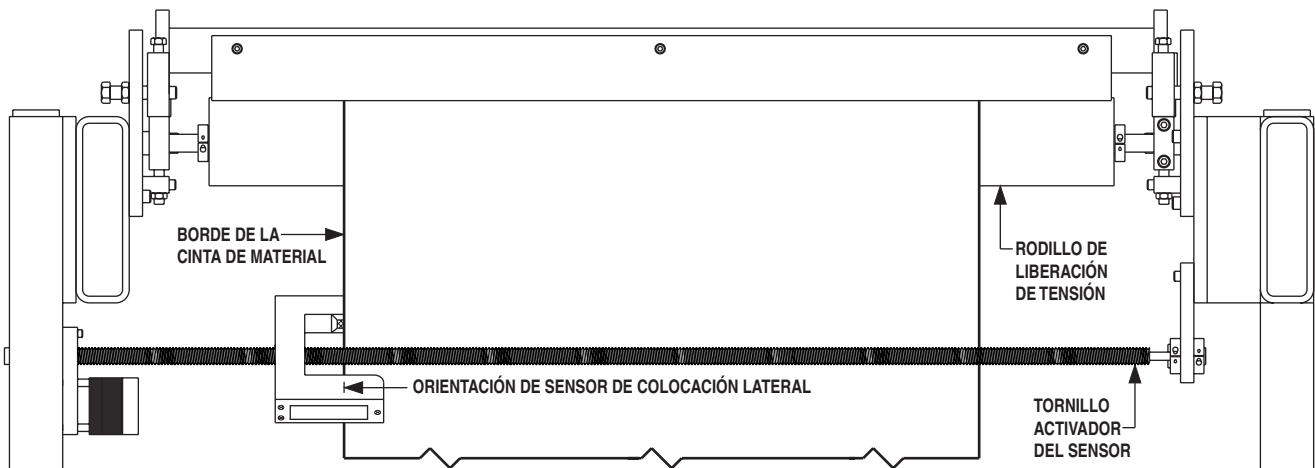 BORDE DE LA
CINTA DE MATERIAL
RODILLO DE
LIBERACIÓN
DE TENSIÓN
ORIENTACIÓN DE SENSOR DE COLOCACIÓN LATERAL
TORNILLO
ACTIVADOR
DEL SENSOR